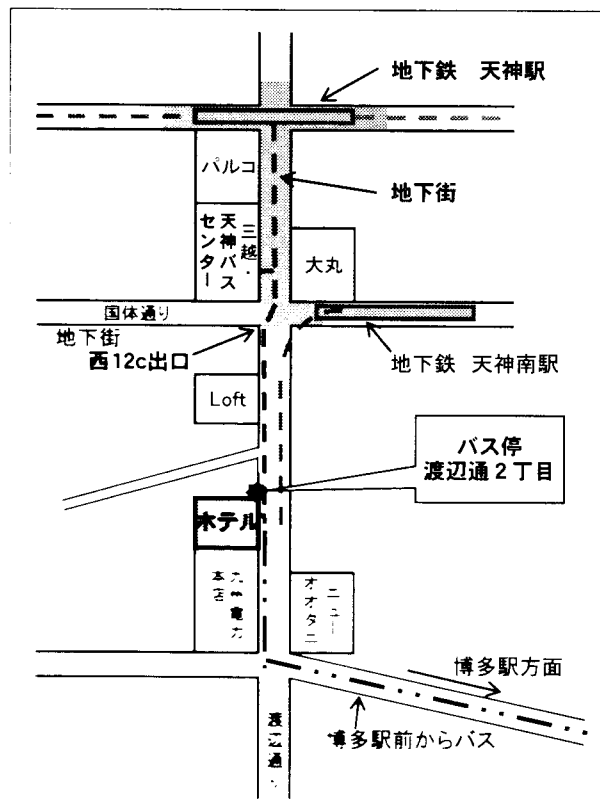 地下鉄 天神駅
パルコ
地下街
三越・
天神バス
センター
大丸
国体通り
地下街
西12c出口
地下鉄 天神南駅
Loft
バス停
渡辺通2丁目
ホテル
九州電力
本店
ニュー
オオタニ
博多駅方面
博多駅前からバス
渡辺通り